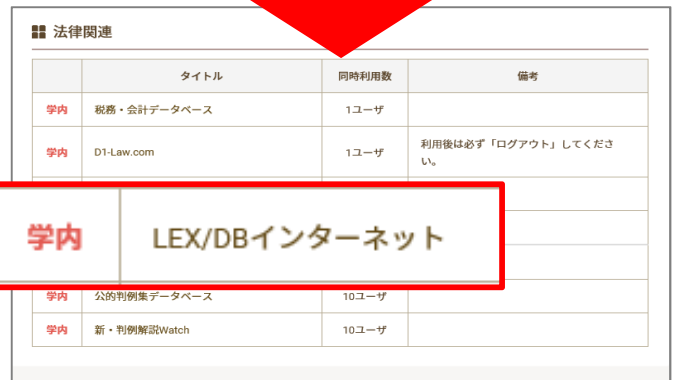 法律関連
タイトル 同時利用数 備考
学内 税務・会計データベース 1ユーザ
学内 D1-Law.com 1ユーザ 利用後は必ず「ログアウト」してくださ
い。
学内 LEX/DBインターネット
学内 公的判例集データベース 10ユーザ
学内 新・判例解説Watch 10ユーザ